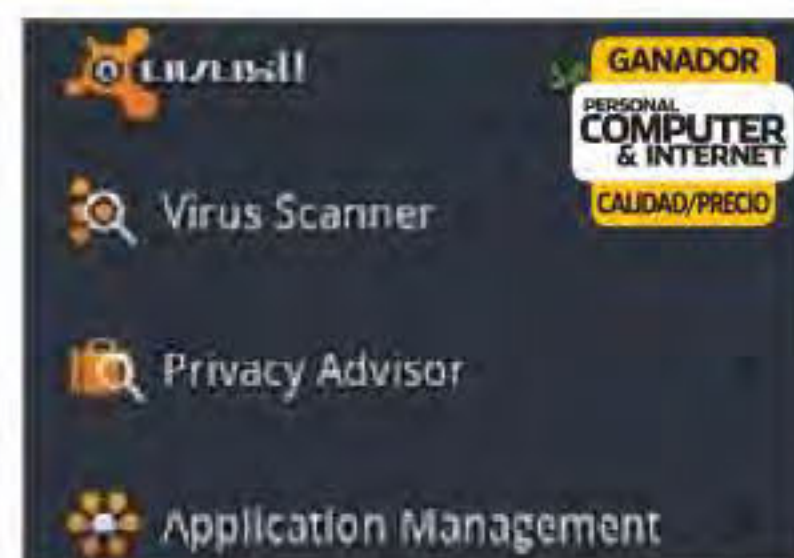 GANADOR
PERSONAL
COMPUTER
& INTERNET
CALIDAD/PRECIO
Virus Scanner
Privacy Advisor
Application Management